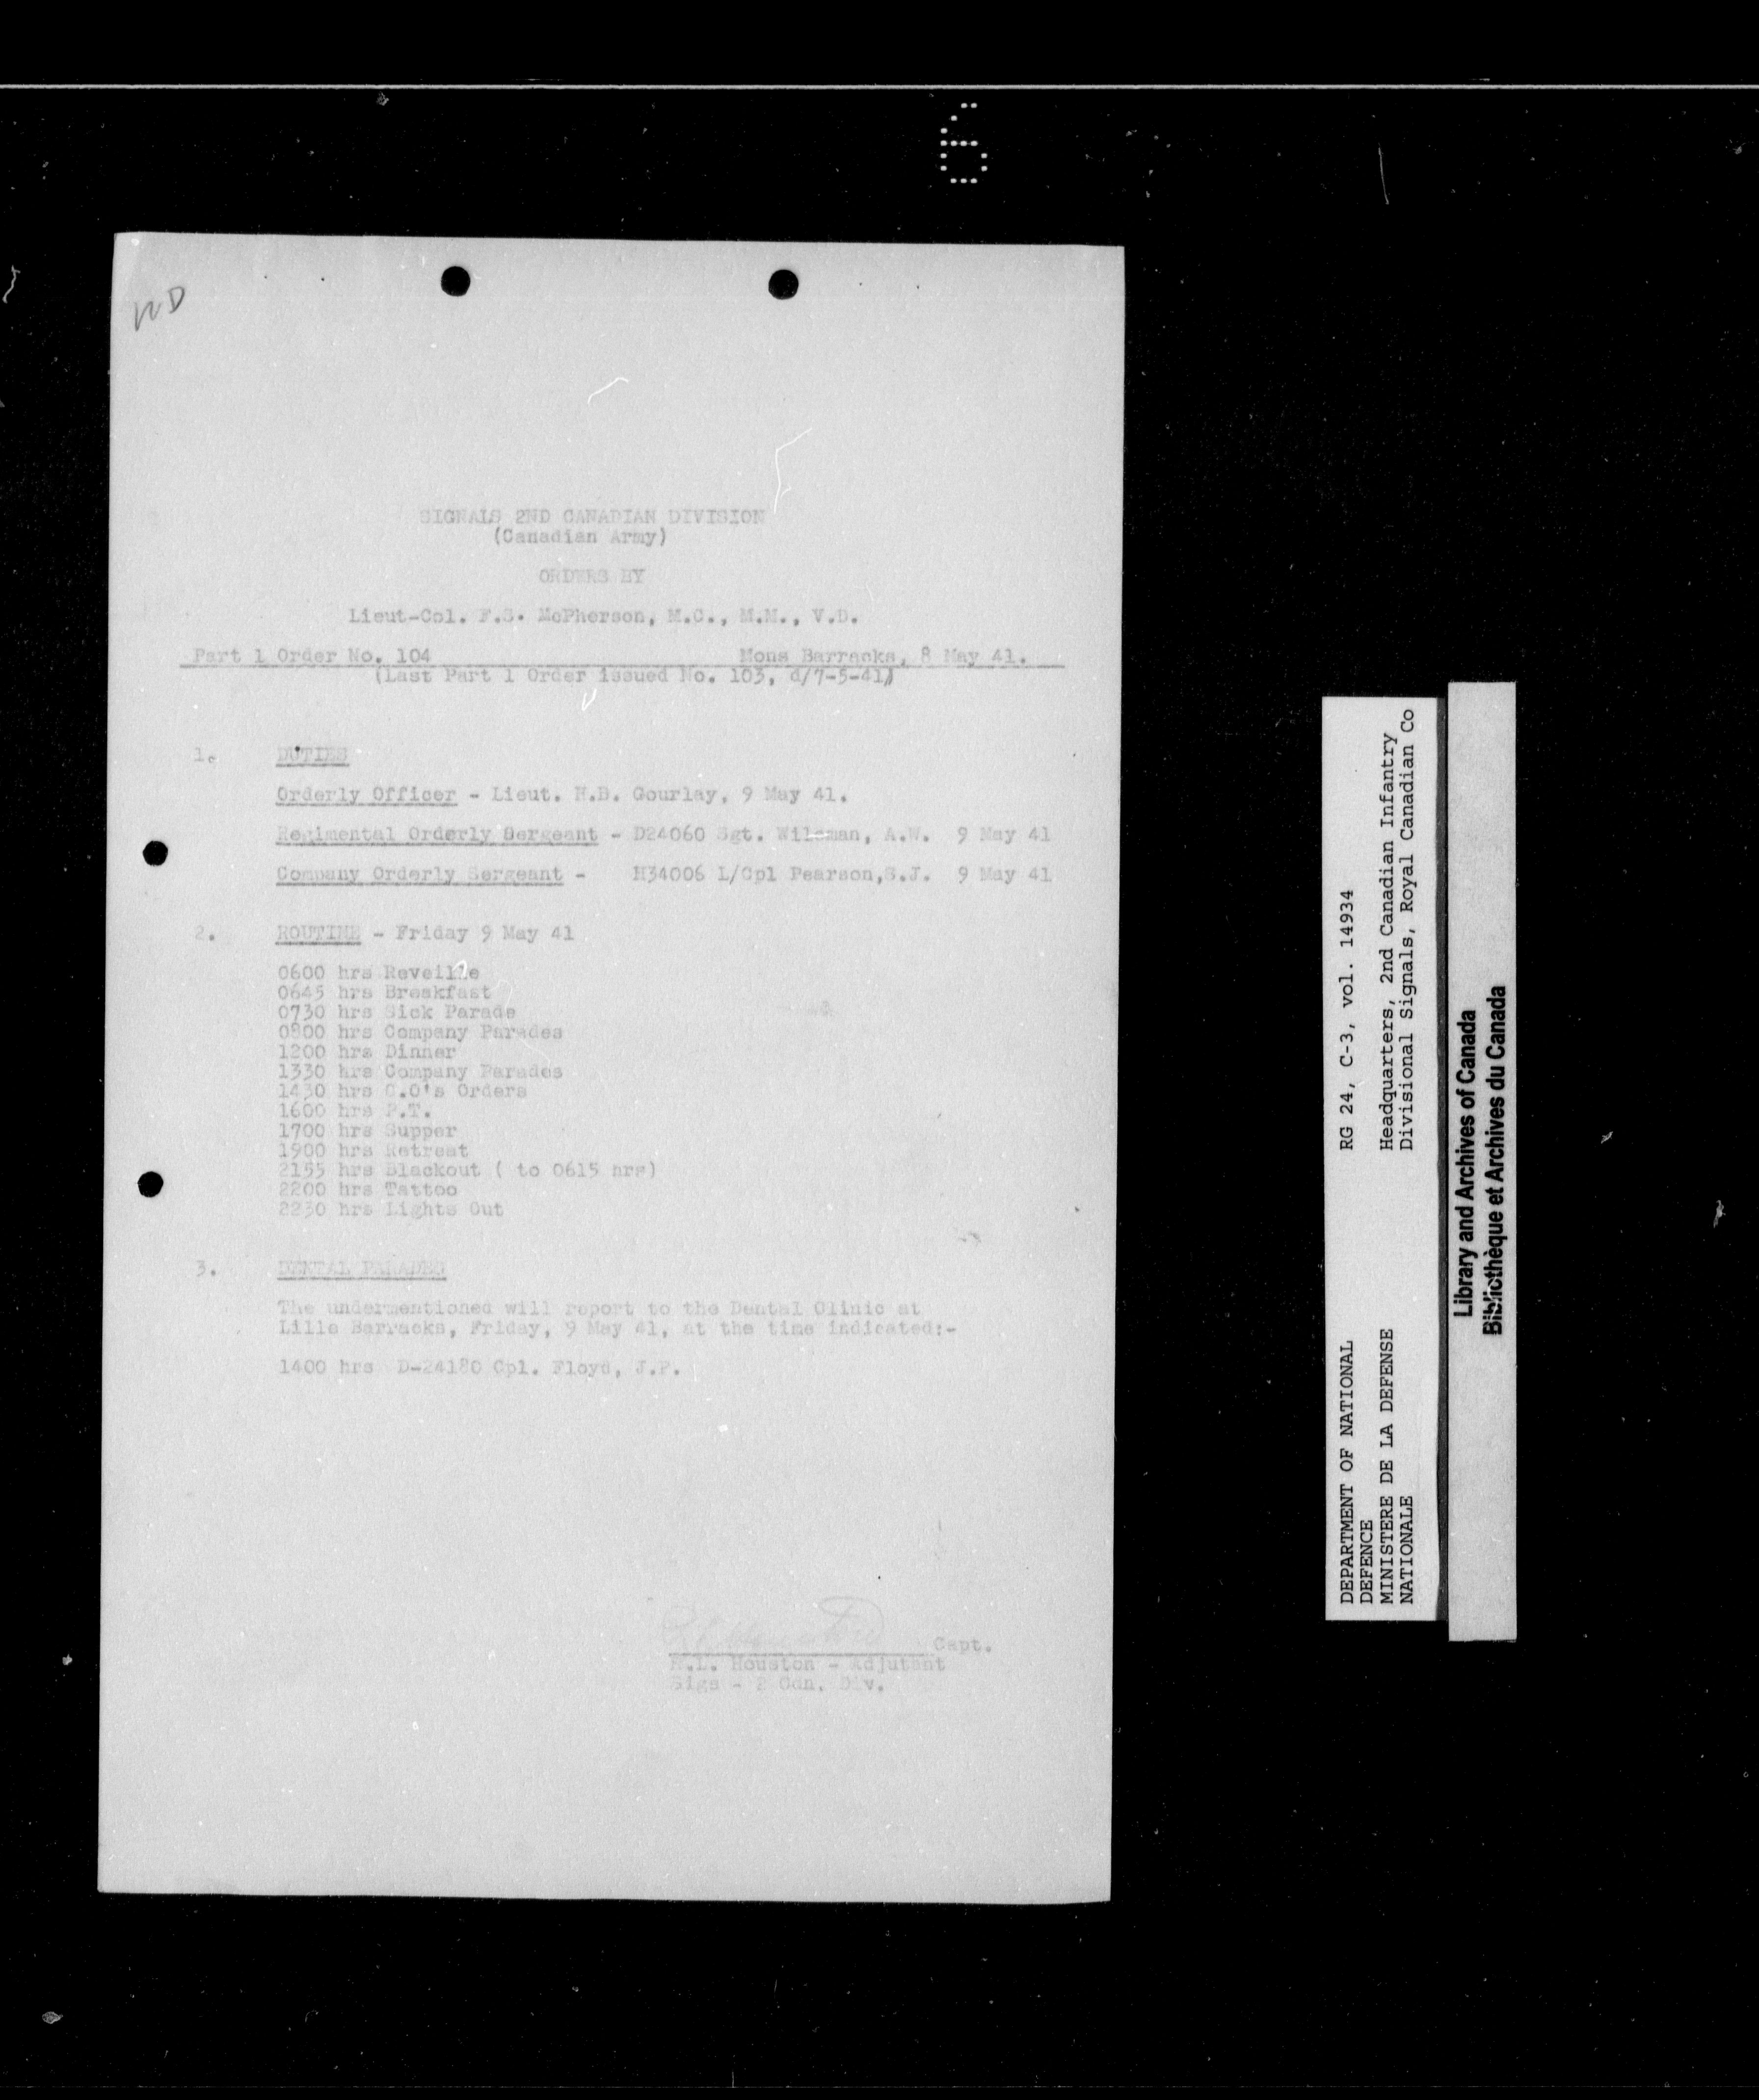 WD
SIGNALS 2ND CANADIAN DIVISION
(Canadian Army)
ORDERS BY
Lieut-Col. F.S. McPherson, M.C., M.M., V.D.
Part 1 Order No. 104 Mons Barracks, 8 May 41.
(Last Part 1 Order issued No. 103, d/7-5-41)
1. DUTIES
Orderly Officer - Lieut. H.B. Gourlay, 9 May 41.
Regimental Orderly Sergeant - D24060 Sgt. Wileman, A.W. 9 May 41
Company Orderly Sergeant - H34006 L/Cpl Pearson,S.J. 9 May 41
2. ROUTINE - Friday 9 May 41
0600 hrs Reveille
0645 hrs Breakfast
0730 hrs Sick Parade
0800 hrs Company Parades
1200 hrs Dinner
1330 hrs Company Parades
1430 hrs C.O's Orders
1600 hrs P.T.
1700 hrs Supper
1900 hrs Retreat
2155 hrs Blackout ( to 0615 hrs)
2200 hrs Tattoo
2230 hrs Lights Out
3. DENTAL PARADES
The undermentioned will report to the Dental Clinic at
Lille Barracks, Friday, 9 May 41, at the time indicated:-
1400 hrs D-24180 Cpl. Floyd, J.P.
Capt.
H.L. Houston - Adjutant
Sigs - 2 Cdn. Div.
DEPARTMENT OF NATIONAL
DEFENCE
MINISTERE DE LA DEFENSE
NATIONALE
RG 24, C-3, vol. 14934
Headquarters, 2nd Canadian Infantry
Divisional Signals, Royal Canadian Co
Library and Archives of Canada
Bibliothèque et Archives du Canada